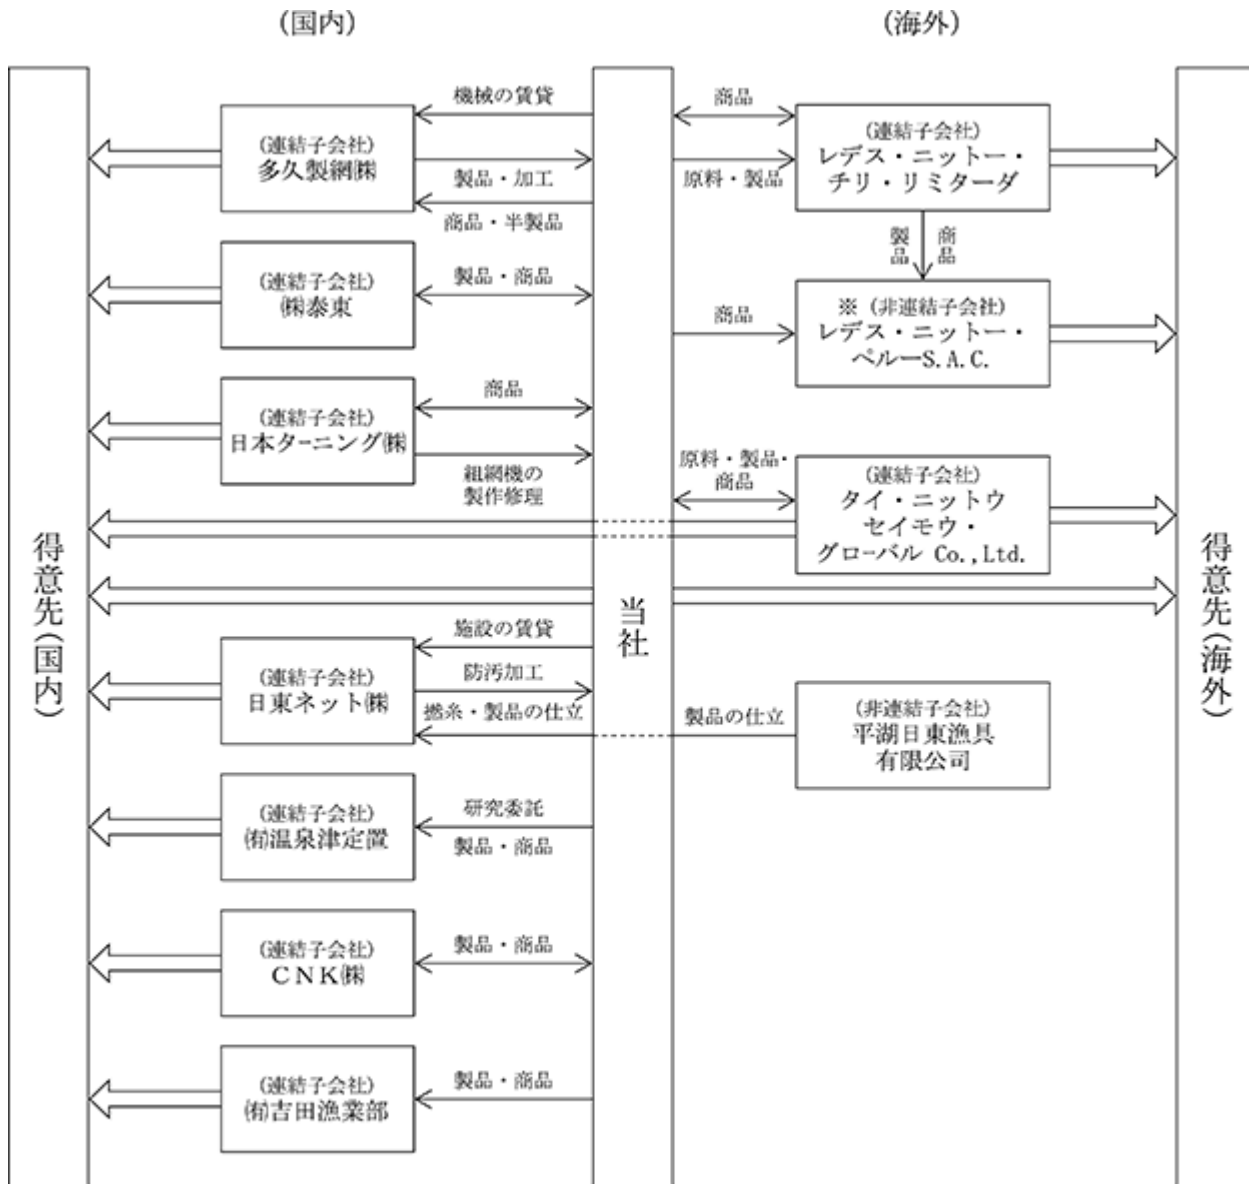 (国内)
(海外)
得意先(国内)
当社
得意先(海外)
機械の賃貸
(連結子会社)
多久製網㈱
製品・加工
商品・半製品
(連結子会社)
㈱泰東
製品・商品
(連結子会社)
日本ターニング㈱
商品
組網機の
製作修理
(連結子会社)
日東ネット㈱
施設の賃貸
防汚加工
撚糸・製品の仕立
(連結子会社)
㈲温泉津定置
研究委託
製品・商品
(連結子会社)
CNK㈱
製品・商品
(連結子会社)
㈲吉田漁業部
製品・商品
商品
原料・製品
(連結子会社)
レデス・ニットー・
チリ・リミターダ
製品
商品
商品
※(非連結子会社)
レデス・ニットー・
ペルーS.A.C.
原料・製品・
商品
(連結子会社)
タイ・ニットウ
セイモウ・
グローバル Co.,Ltd.
製品の仕立
(非連結子会社)
平湖日東漁具
有限公司